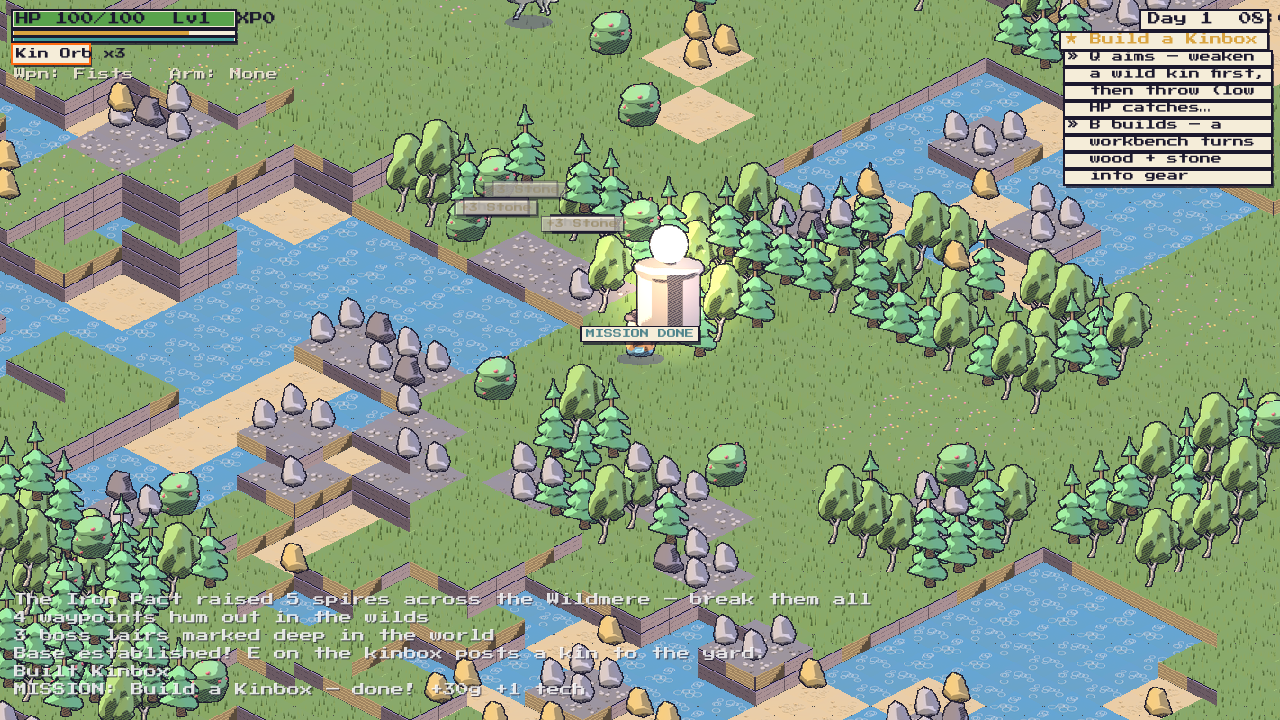 HP 100/100 Lv1 XP0
Kin Orb x3
Wpn: Fists Arm: None
Day 1 08:
★ Build a Kinbox
» Q aims — weaken
a wild kin first,
then throw (low
HP catches…
» B builds — a
workbench turns
wood + stone
into gear
+3 Stone
+3 Stone
MISSION DONE
The Iron Pact raised 5 spires across the Wildmere — break them all
4 waypoints hum out in the wilds
3 boss lairs marked deep in the world
Base established! E on the kinbox posts a kin to the yard.
Built Kinbox
MISSION: Build a Kinbox — done! +30g +1 tech